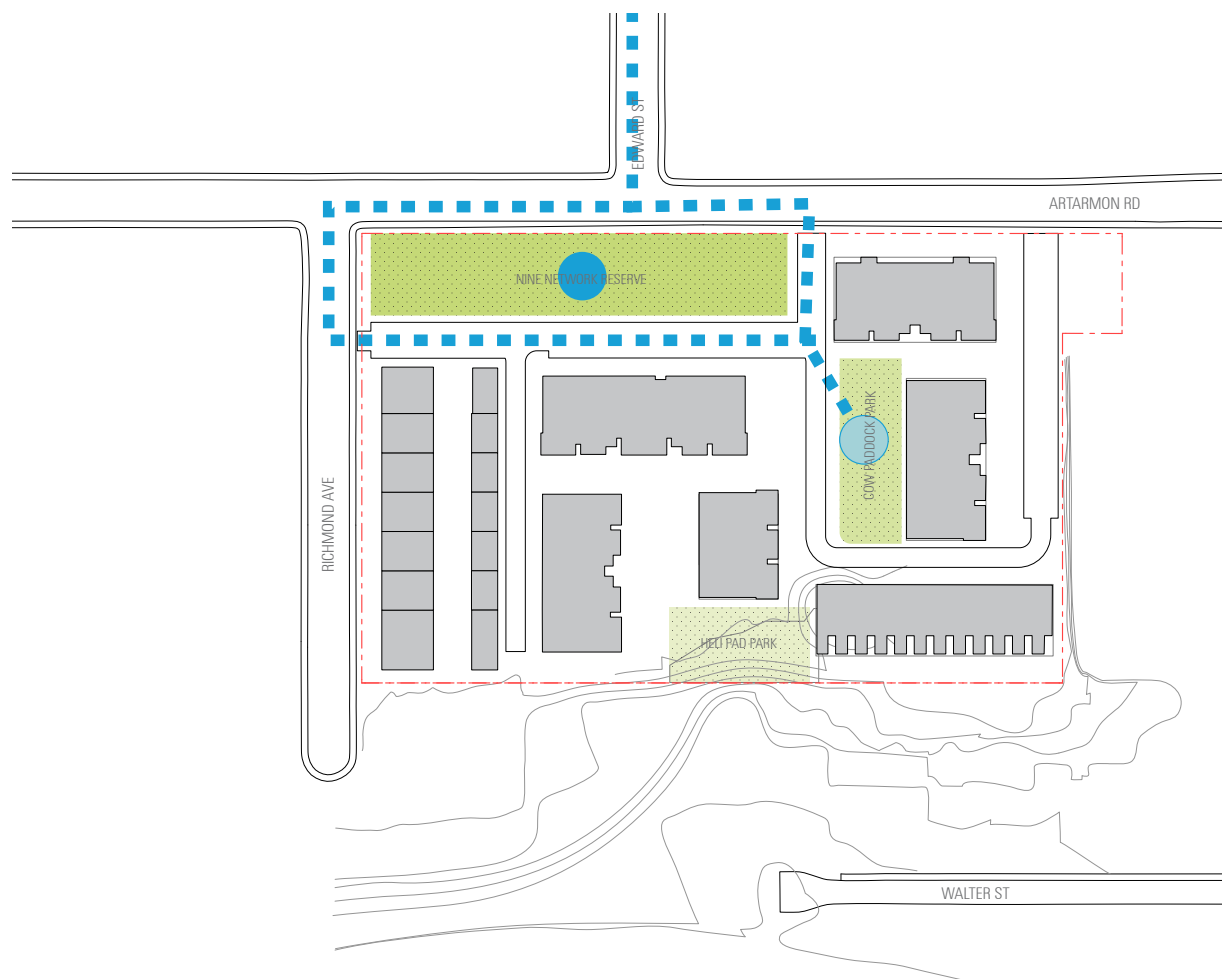 EDWARD ST
ARTARMON RD
NINE NETWORK RESERVE
COW PADDOCK PARK
RICHMOND AVE
HELI PAD PARK
WALTER ST